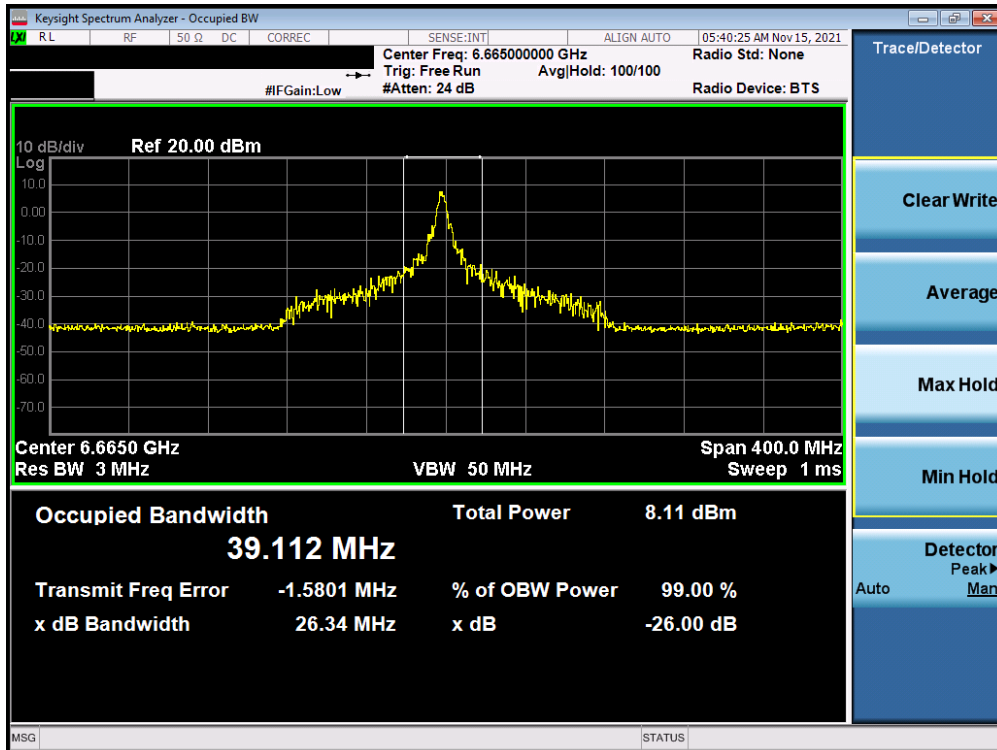 Keysight Spectrum Analyzer - Occupied BW
LXI RL RF 50 Ω DC CORREC SENSE:INT ALIGN AUTO 05:40:25 AM Nov 15, 2021
Center Freq: 6.665000000 GHz Radio Std: None
Trig: Free Run Avg|Hold: 100/100
#IFGain:Low #Atten: 24 dB Radio Device: BTS
10 dB/div Ref 20.00 dBm
Log
10.0
0.00
-10.0
-20.0
-30.0
-40.0
-50.0
-60.0
-70.0
Center 6.6650 GHz Span 400.0 MHz
Res BW 3 MHz VBW 50 MHz Sweep 1 ms
Occupied Bandwidth Total Power 8.11 dBm
39.112 MHz
Transmit Freq Error -1.5801 MHz % of OBW Power 99.00 %
x dB Bandwidth 26.34 MHz x dB -26.00 dB
MSG STATUS
Trace/Detector
Clear Write
Average
Max Hold
Min Hold
Detector
Peak▶
Auto Man